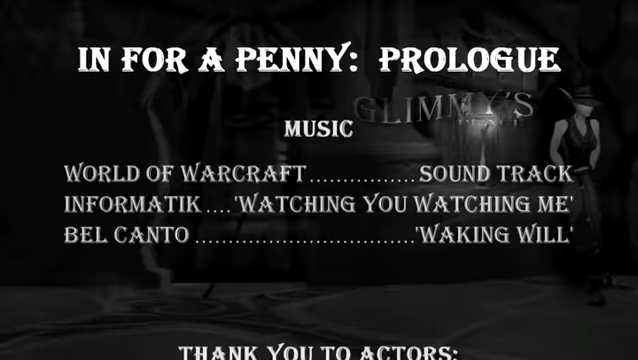 IN FOR A PENNY: PROLOGUE
GLIMMY'S
MUSIC
WORLD OF WARCRAFT................SOUND TRACK
INFORMATIK....'WATCHING YOU WATCHING ME'
BEL CANTO.................................'WAKING WILL'
THANK YOU TO ACTORS: